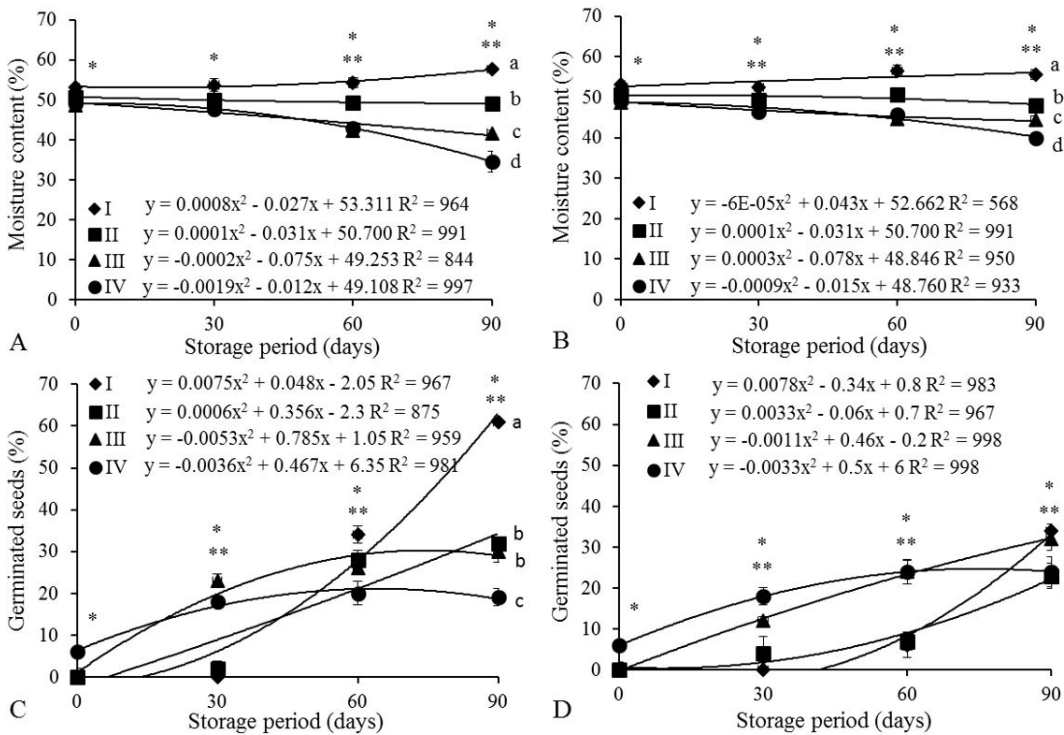 70
60
50
40
30
20
10
0
Moisture content (%)
*
*
*
**
*
**
a
b
c
d
I y = 0.0008x² - 0.027x + 53.311 R² = 964
II y = 0.0001x² - 0.031x + 50.700 R² = 991
III y = -0.0002x² - 0.075x + 49.253 R² = 844
IV y = -0.0019x² - 0.012x + 49.108 R² = 997
0 30 60 90
A Storage period (days)
70
60
50
40
30
20
10
0
Moisture content (%)
*
*
**
*
**
*
**
a
b
c
d
I y = -6E-05x² + 0.043x + 52.662 R² = 568
II y = 0.0001x² - 0.031x + 50.700 R² = 991
III y = 0.0003x² - 0.078x + 48.846 R² = 950
IV y = -0.0009x² - 0.015x + 48.760 R² = 933
0 30 60 90
B Storage period (days)
70
60
50
40
30
20
10
0
Germinated seeds (%)
I y = 0.0075x² + 0.048x - 2.05 R² = 967
II y = 0.0006x² + 0.356x - 2.3 R² = 875
III y = -0.0053x² + 0.785x + 1.05 R² = 959
IV y = -0.0036x² + 0.467x + 6.35 R² = 981
*
*
**
*
**
*
**
a
b
b
c
0 30 60 90
C Storage period (days)
70
60
50
40
30
20
10
0
Germinated seeds (%)
I y = 0.0078x² - 0.34x + 0.8 R² = 983
II y = 0.0033x² - 0.06x + 0.7 R² = 967
III y = -0.0011x² + 0.46x - 0.2 R² = 998
IV y = -0.0033x² + 0.5x + 6 R² = 998
*
*
**
*
**
*
**
0 30 60 90
D Storage period (days)